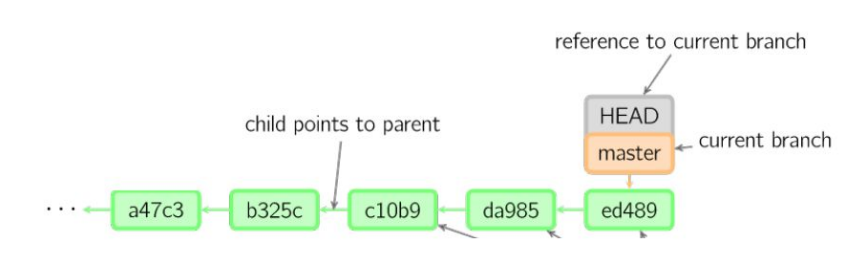 reference to current branch
HEAD
child points to parent
current branch
master
... a47c3 b325c c10b9 da985 ed489